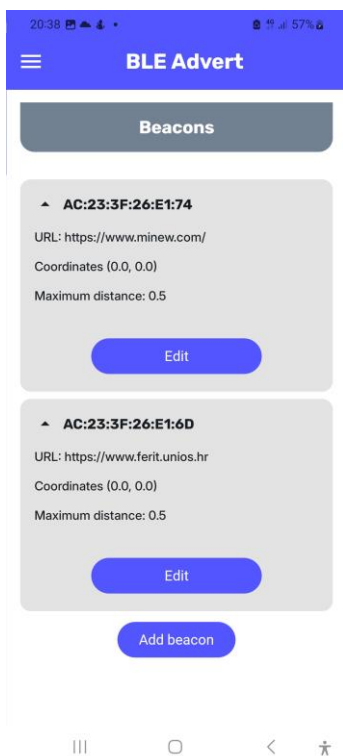 20:38
57%
BLE Advert
Beacons
AC:23:3F:26:E1:74
URL: https://www.minew.com/
Coordinates (0.0, 0.0)
Maximum distance: 0.5
Edit
AC:23:3F:26:E1:6D
URL: https://www.ferit.unios.hr
Coordinates (0.0, 0.0)
Maximum distance: 0.5
Edit
Add beacon